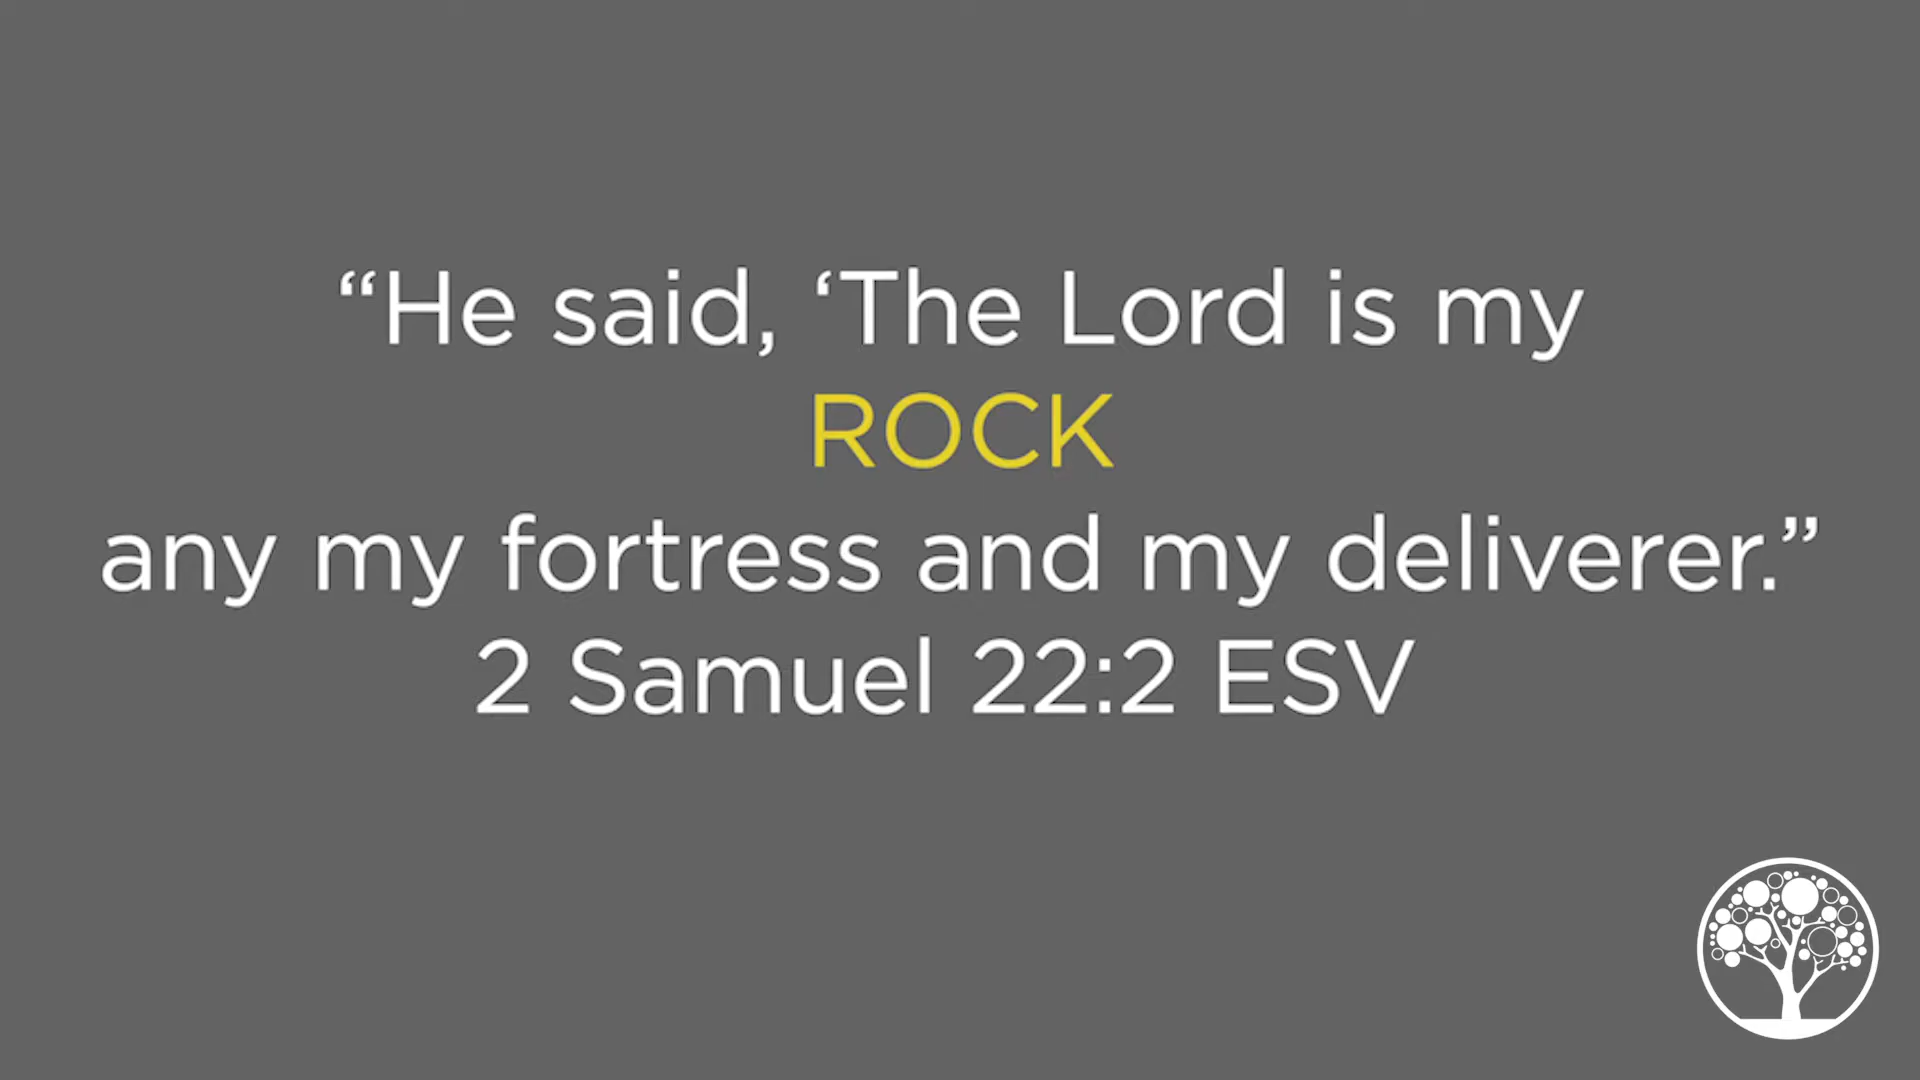 “He said, ‘The Lord is my
ROCK
any my fortress and my deliverer.”
2 Samuel 22:2 ESV